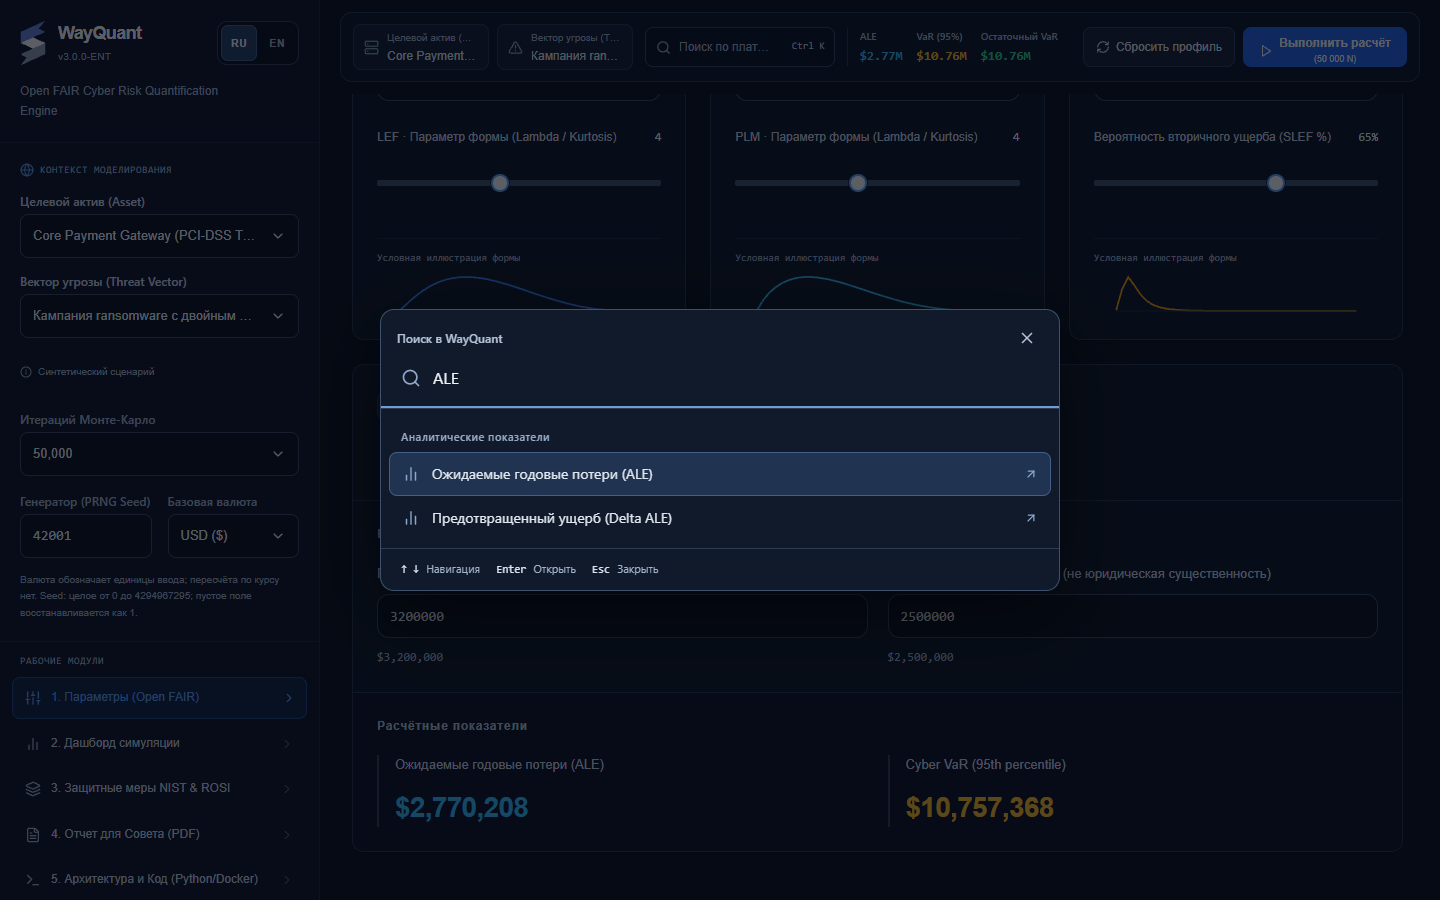 WayQuant
v3.0.0-ENT
RU
EN
Open FAIR Cyber Risk Quantification
Engine
КОНТЕКСТ МОДЕЛИРОВАНИЯ
Целевой актив (Asset)
Core Payment Gateway (PCI-DSS T...
Вектор угрозы (Threat Vector)
Кампания ransomware с двойным ...
Синтетический сценарий
Итераций Монте-Карло
50,000
Генератор (PRNG Seed)
Базовая валюта
42001
USD ($)
Валюта обозначает единицы ввода; пересчёта по курсу
нет. Seed: целое от 0 до 4294967295; пустое поле
восстанавливается как 1.
РАБОЧИЕ МОДУЛИ
1. Параметры (Open FAIR)
2. Дашборд симуляции
3. Защитные меры NIST & ROSI
4. Отчет для Совета (PDF)
5. Архитектура и Код (Python/Docker)
Целевой актив (...
Core Payment...
Вектор угрозы (Т...
Кампания ran...
Поиск по плат...
Ctrl K
ALE
$2.77M
VaR (95%)
$10.76M
Остаточный VaR
$10.76M
Сбросить профиль
Выполнить расчёт
(50 000 N)
LEF · Параметр формы (Lambda / Kurtosis)
4
PLM · Параметр формы (Lambda / Kurtosis)
4
Вероятность вторичного ущерба (SLEF %)
65%
Условная иллюстрация формы
Условная иллюстрация формы
Условная иллюстрация формы
Поиск в WayQuant
ALE
Аналитические показатели
Ожидаемые годовые потери (ALE)
Предотвращенный ущерб (Delta ALE)
↑ ↓ Навигация
Enter Открыть
Esc Закрыть
(не юридическая существенность)
3200000
2500000
$3,200,000
$2,500,000
Расчётные показатели
Ожидаемые годовые потери (ALE)
Cyber VaR (95th percentile)
$2,770,208
$10,757,368